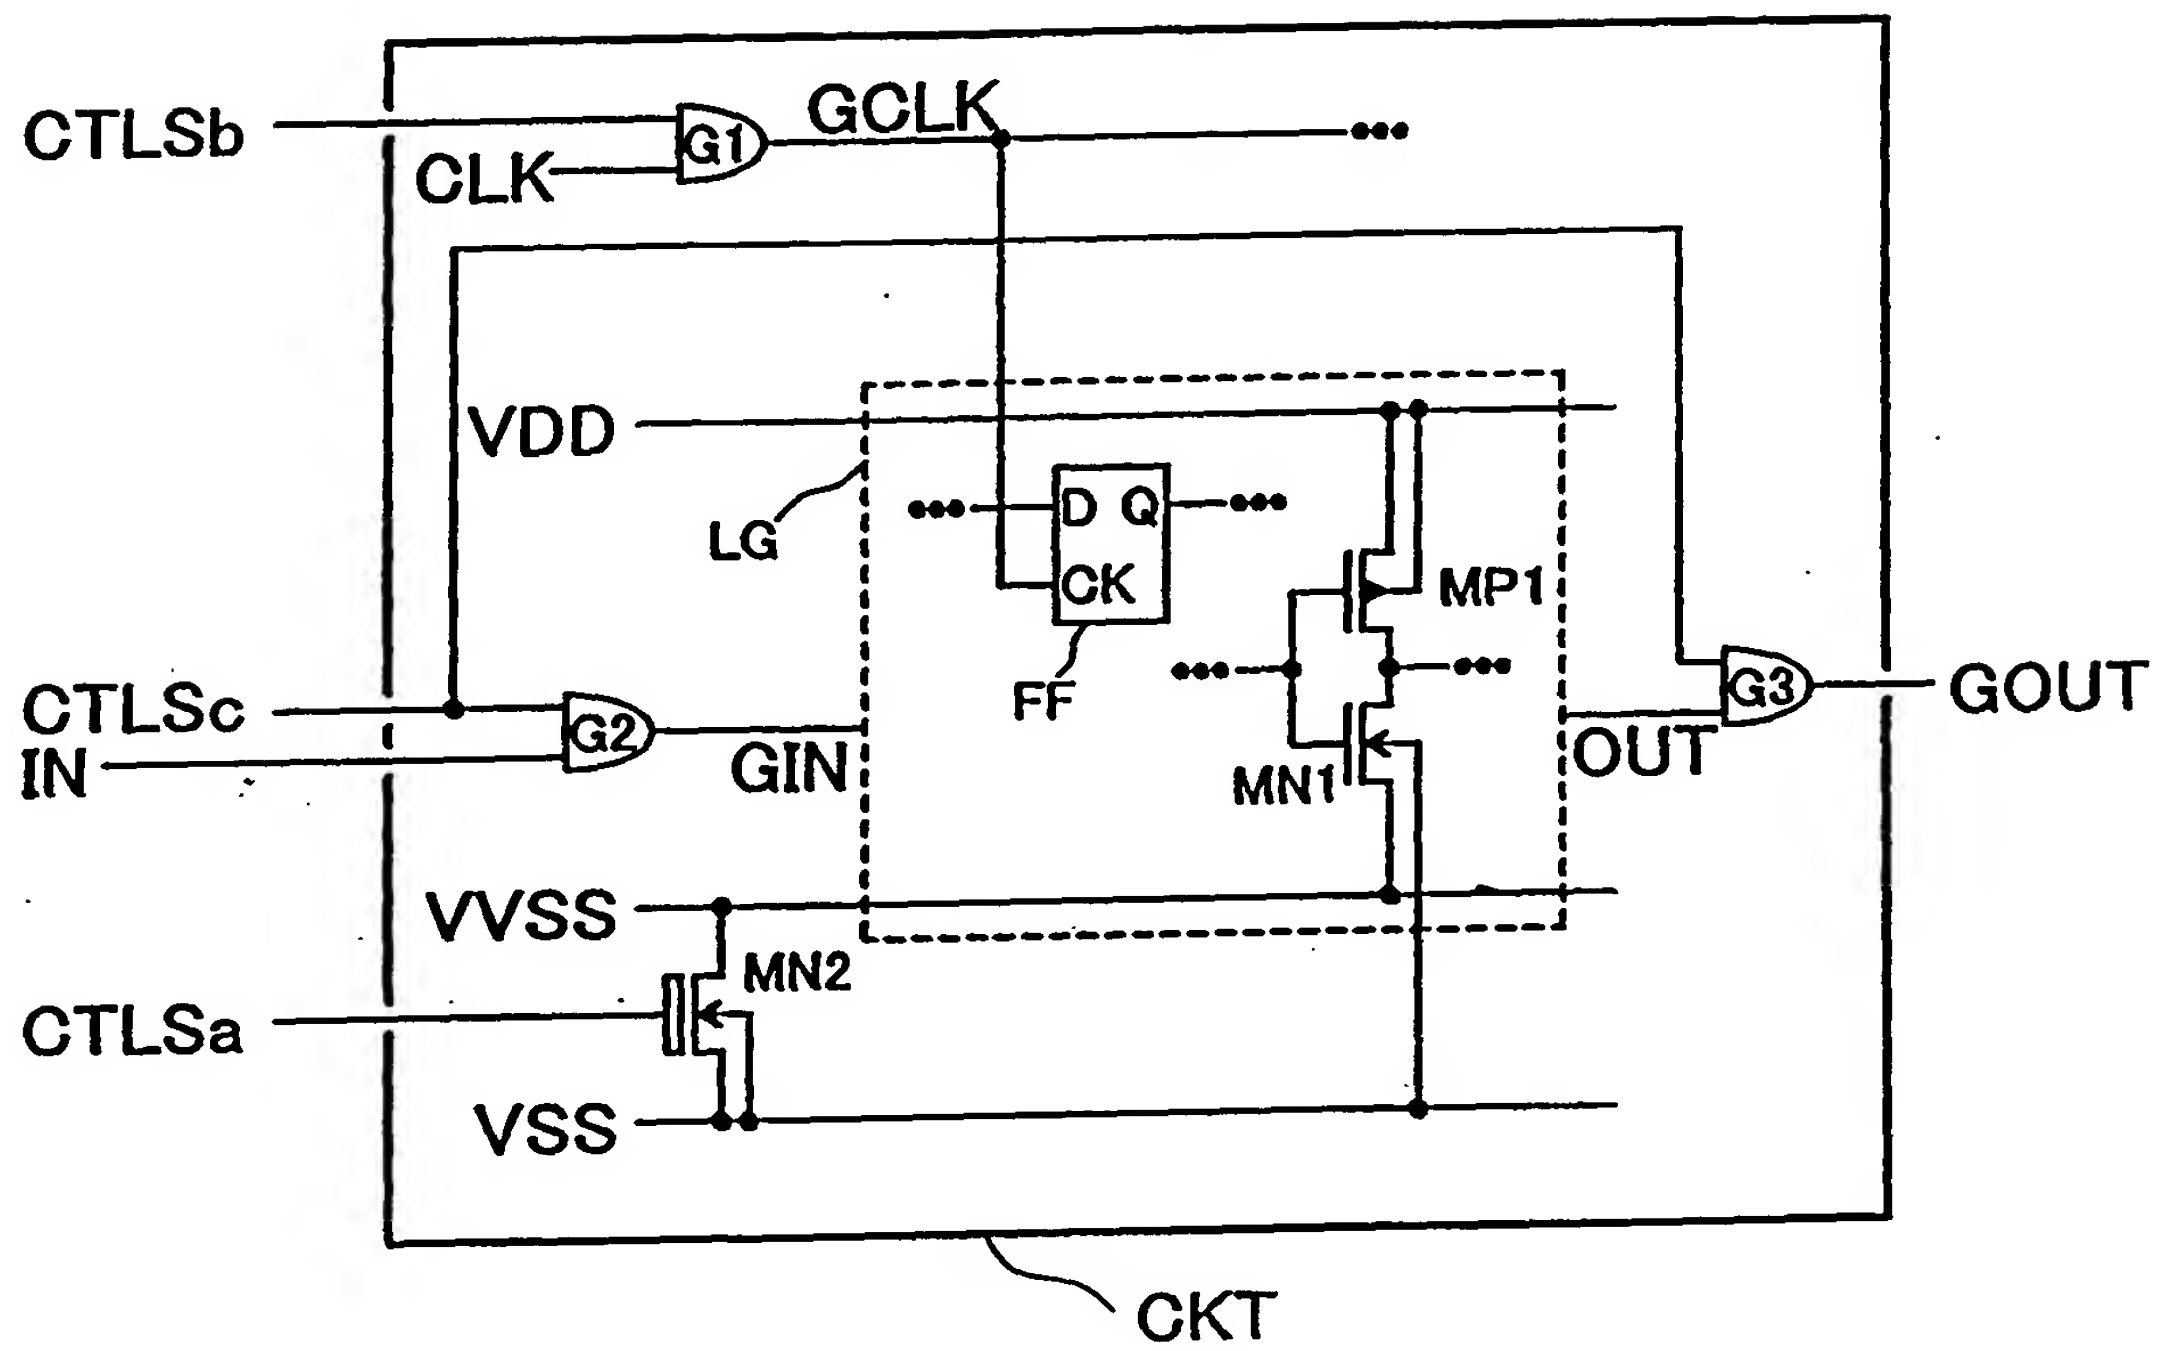 CTLSb
G1
GCLK
CLK
VDD
LG
D Q
CK
FF
MP1
MN1
CTLSc
IN
G2
GIN
G3
GOUT
OUT
VVSS
MN2
CTLSa
VSS
CKT